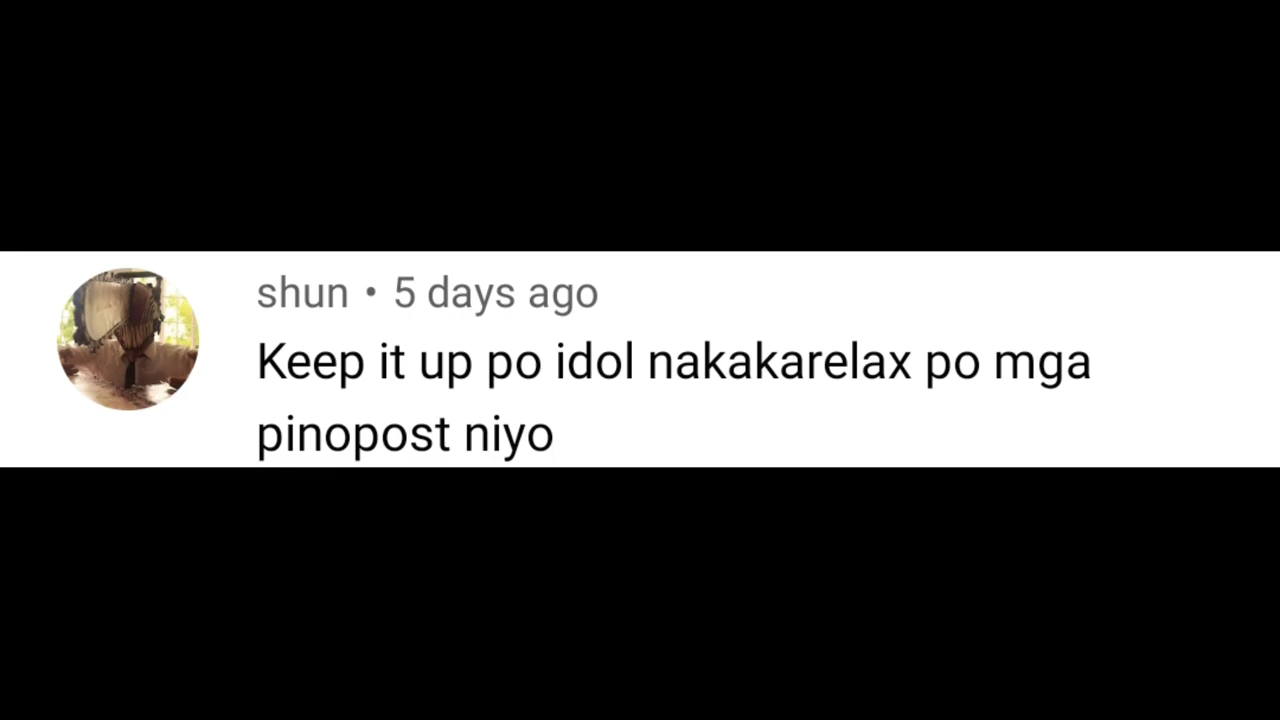 shun • 5 days ago
Keep it up po idol nakakarelax po mga
pinopost niyo